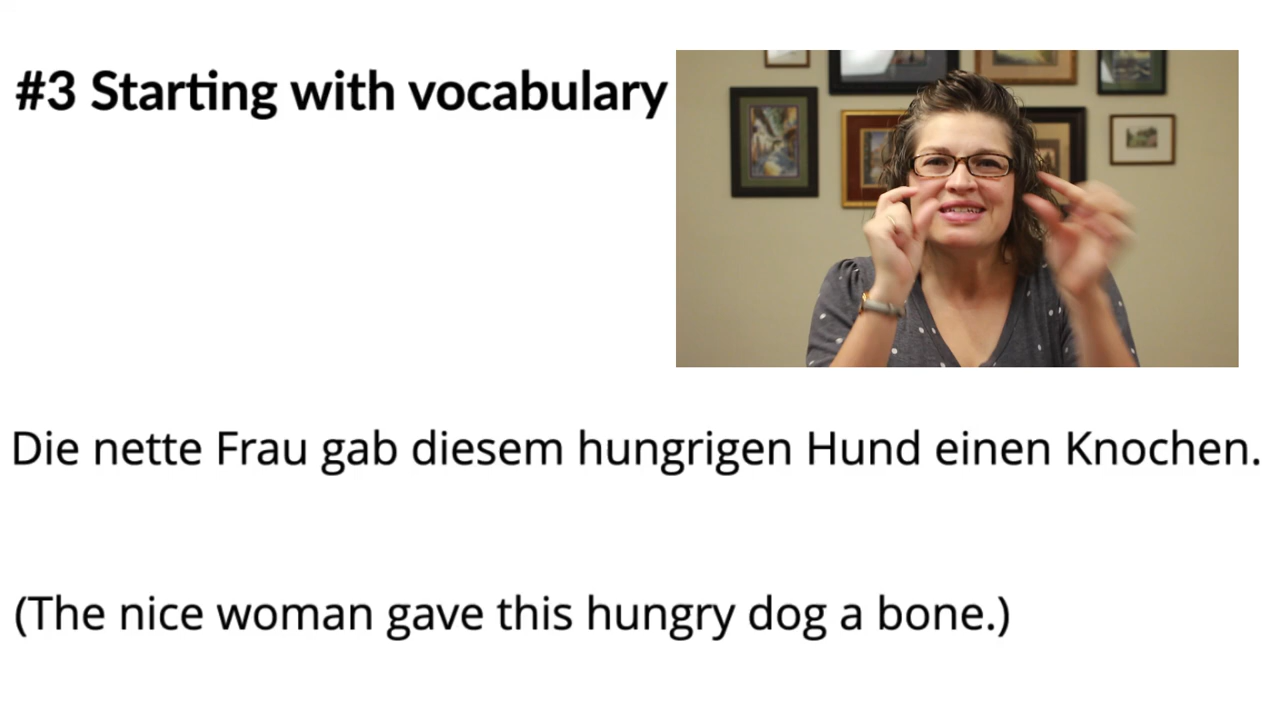 #3 Starting with vocabulary
Die nette Frau gab diesem hungrigen Hund einen Knochen.
(The nice woman gave this hungry dog a bone.)